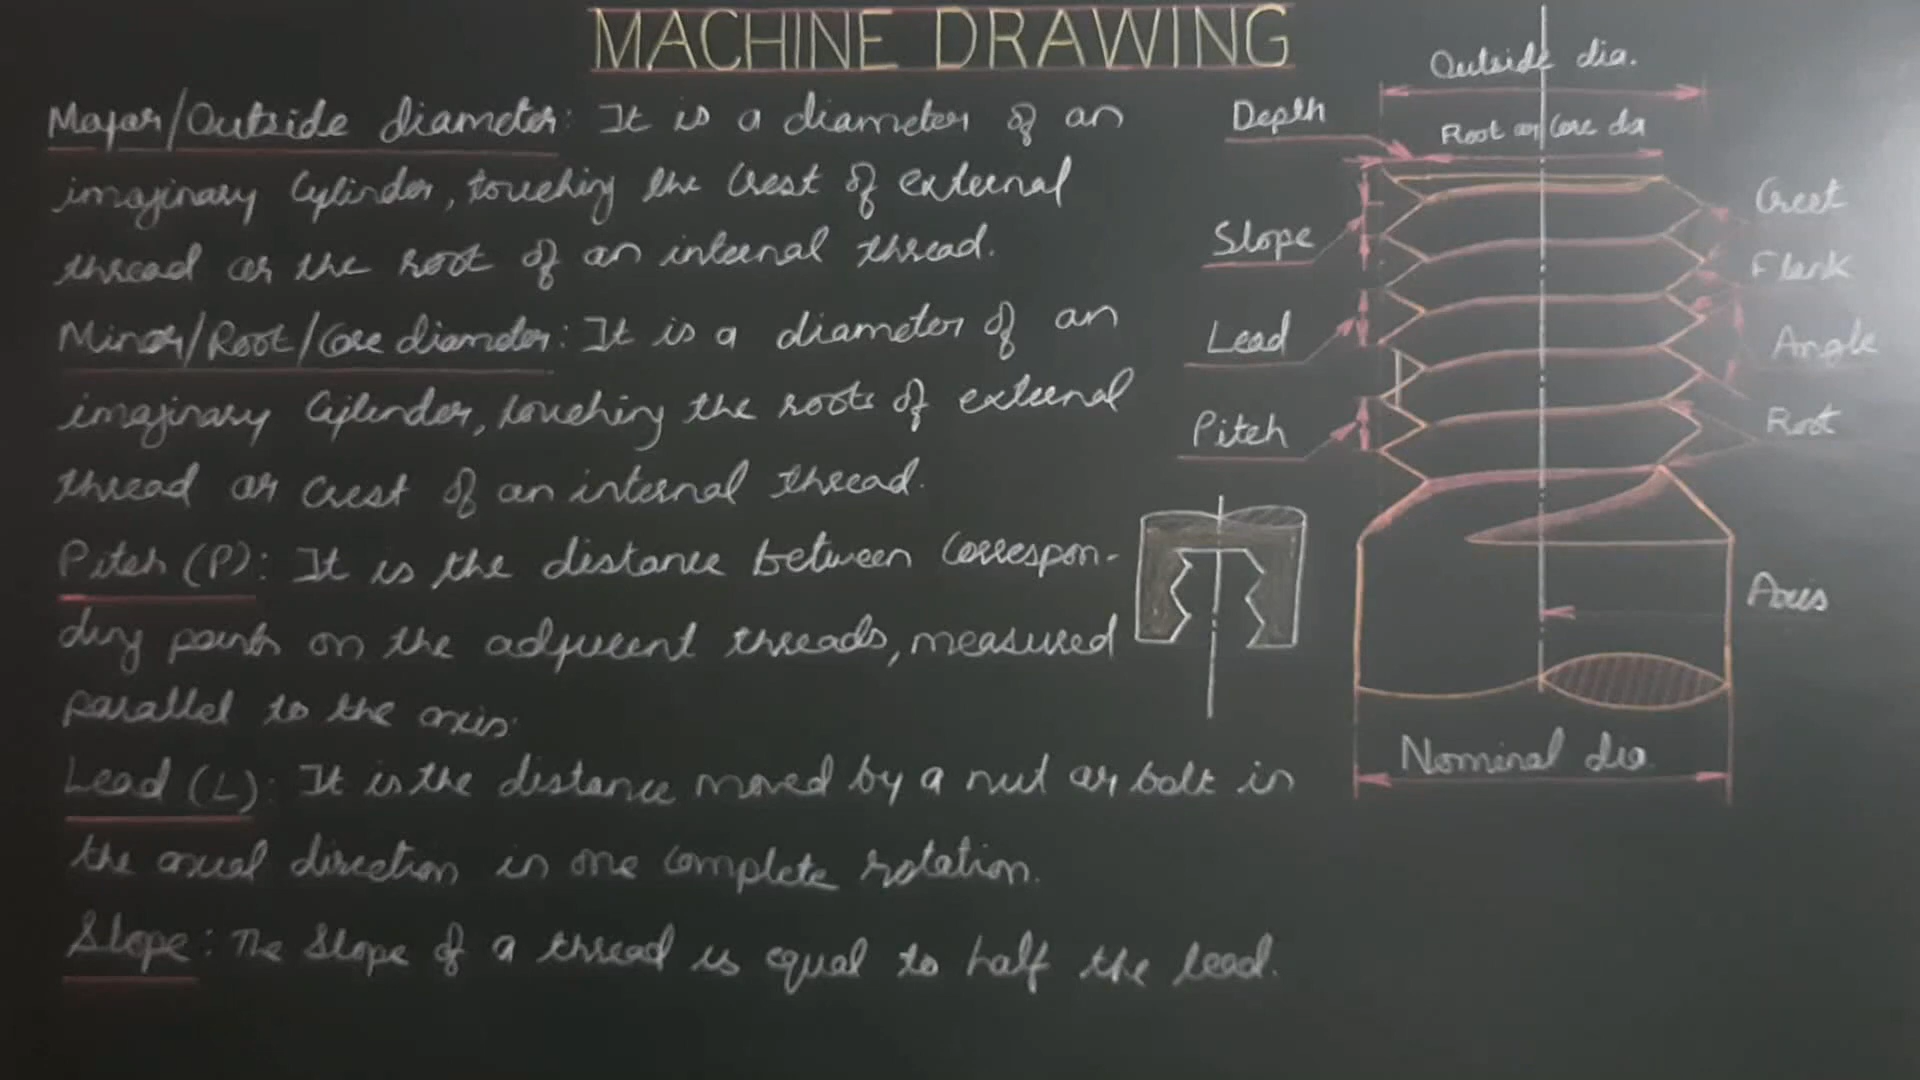 MACHINE DRAWING
Major/Outside diameter: It is a diameter of an
imaginary Cylinder, touching the Crest of external
thread or the root of an internal thread.
Minor/Root/Core diameter: It is a diameter of an
imaginary Cylinder, touching the roots of external
thread or Crest of an internal thread.
Pitch (P): It is the distance between Correspon-
ding points on the adjacent threads, measured
parallel to the axis.
Lead (L): It is the distance moved by a nut or bolt in
the axial direction in one complete rotation.
Slope: The Slope of a thread is equal to half the lead.
Outside dia.
Depth
Root or Core dia
Crest
Slope
Flank
Lead
Angle
Pitch
Root
Axis
Nominal dia.